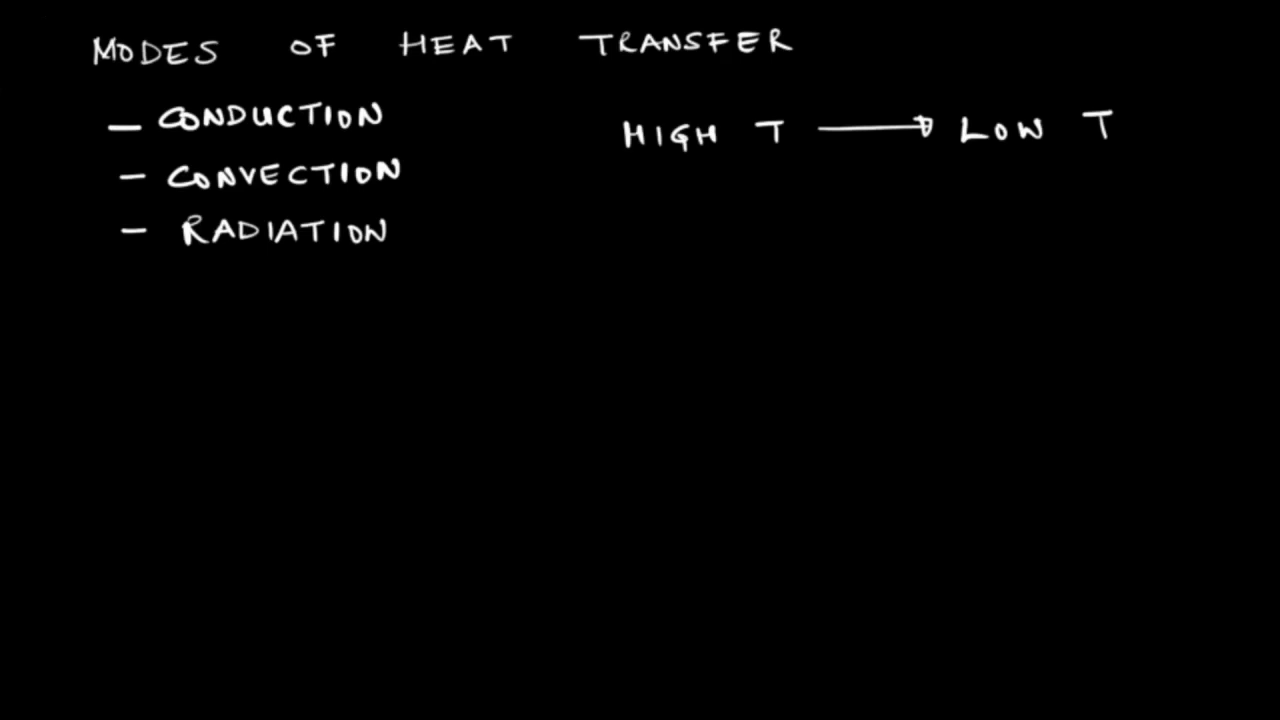 MODES OF HEAT TRANSFER
– CONDUCTION
– CONVECTION
– RADIATION
HIGH T → LOW T